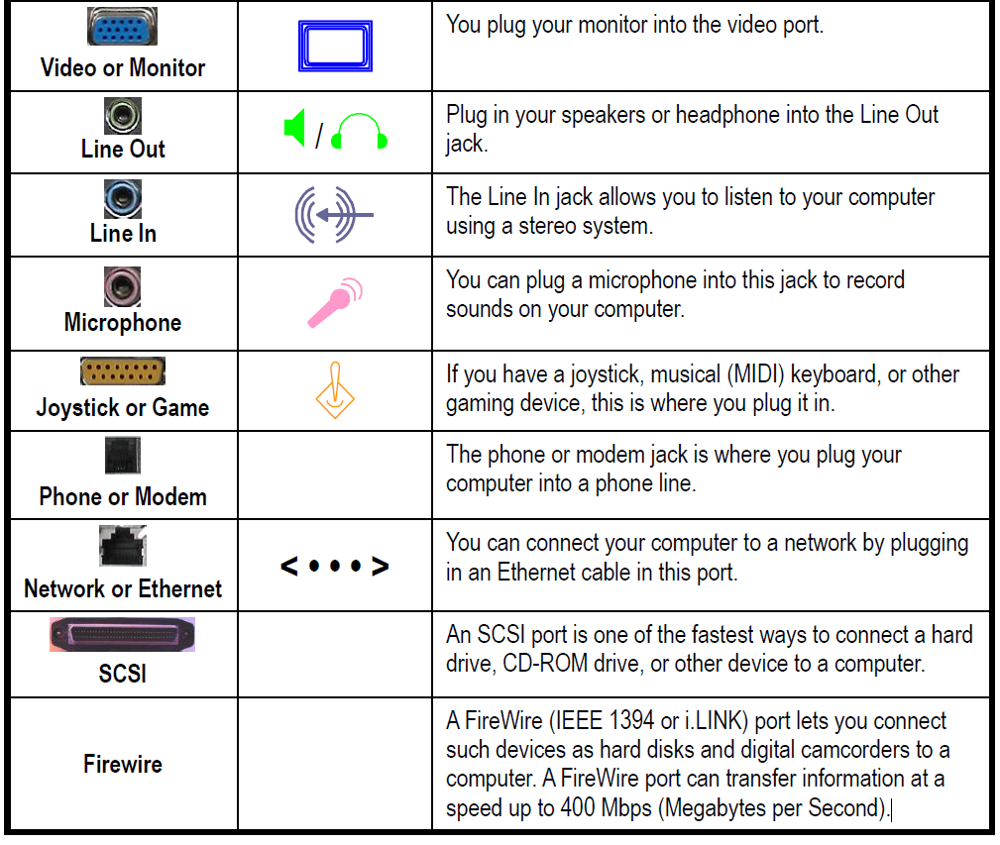 You plug your monitor into the video port.
Video or Monitor
Plug in your speakers or headphone into the Line Out
jack.
Line Out
/
The Line In jack allows you to listen to your computer
using a stereo system.
Line In
You can plug a microphone into this jack to record
sounds on your computer.
Microphone
If you have a joystick, musical (MIDI) keyboard, or other
gaming device, this is where you plug it in.
Joystick or Game
The phone or modem jack is where you plug your
computer into a phone line.
Phone or Modem
You can connect your computer to a network by plugging
in an Ethernet cable in this port.
Network or Ethernet
<•••>
An SCSI port is one of the fastest ways to connect a hard
drive, CD-ROM drive, or other device to a computer.
SCSI
A FireWire (IEEE 1394 or i.LINK) port lets you connect
such devices as hard disks and digital camcorders to a
computer. A FireWire port can transfer information at a
speed up to 400 Mbps (Megabytes per Second).
Firewire